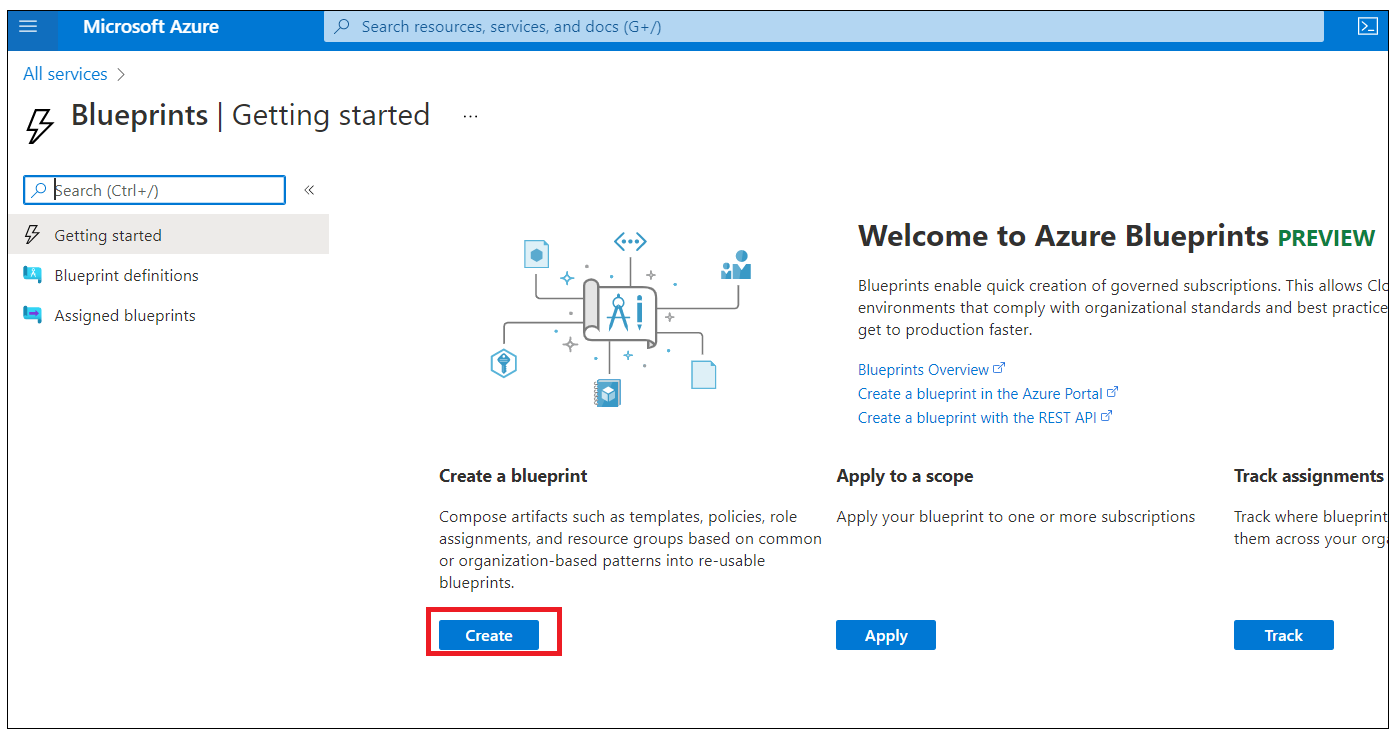 Microsoft Azure
Search resources, services, and docs (G+/)
All services
Blueprints | Getting started
...
Search (Ctrl+/)
«
Getting started
Blueprint definitions
Assigned blueprints
Welcome to Azure Blueprints PREVIEW
Blueprints enable quick creation of governed subscriptions. This allows Clo
environments that comply with organizational standards and best practice
get to production faster.
Blueprints Overview
Create a blueprint in the Azure Portal
Create a blueprint with the REST API
Create a blueprint
Compose artifacts such as templates, policies, role
assignments, and resource groups based on common
or organization-based patterns into re-usable
blueprints.
Create
Apply to a scope
Apply your blueprint to one or more subscriptions
Apply
Track assignments
Track where blueprint
them across your orga
Track